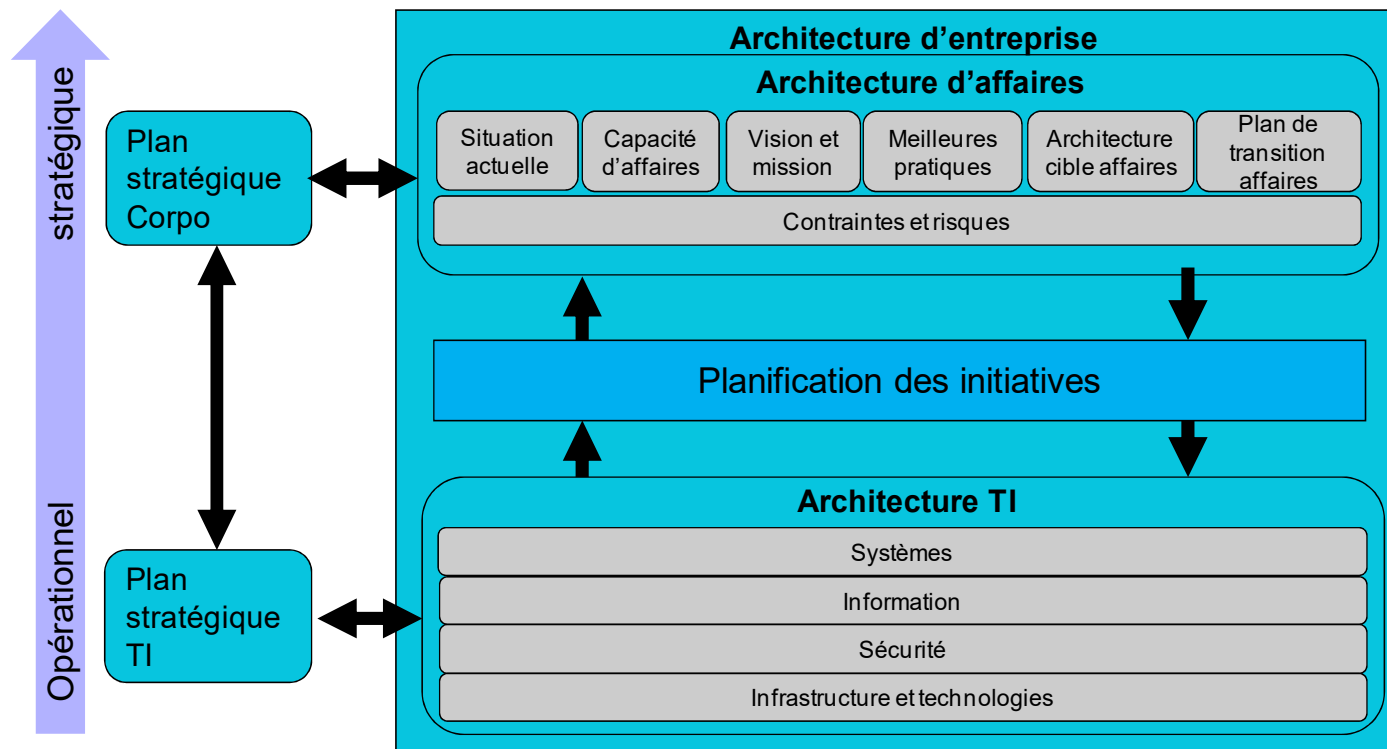 stratégique
Opérationnel
Plan
stratégique
Corpo
Plan
stratégique
TI
Architecture d’entreprise
Architecture d’affaires
Situation
actuelle
Capacité
d’affaires
Vision et
mission
Meilleures
pratiques
Architecture
cible affaires
Plan de
transition
affaires
Contraintes et risques
Planification des initiatives
Architecture TI
Systèmes
Information
Sécurité
Infrastructure et technologies